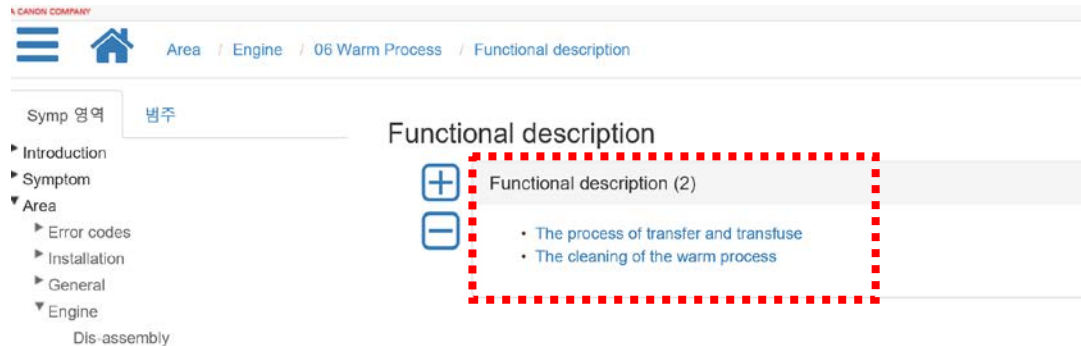 A CANON COMPANY
Area / Engine / 06 Warm Process / Functional description
Symp 영역 범주
Introduction
Symptom
Area
Error codes
Installation
General
Engine
Dis-assembly
Functional description
Functional description (2)
• The process of transfer and transfuse
• The cleaning of the warm process